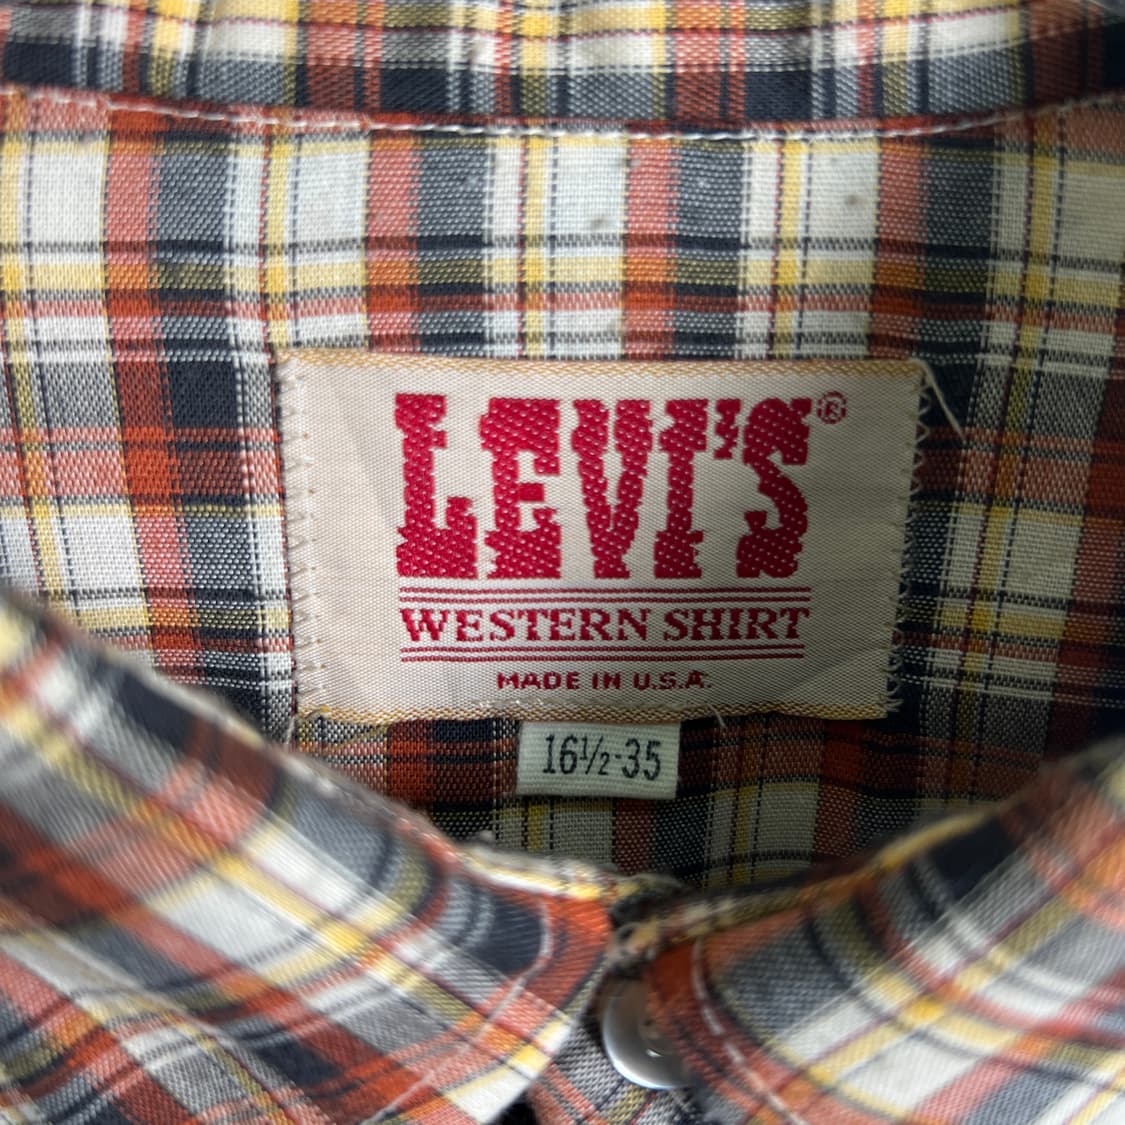 LEVI'S®
WESTERN SHIRT
MADE IN U.S.A.
16½-35